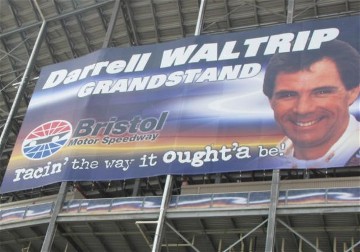 Darrell WALTRIP
GRANDSTAND
Bristol
Motor Speedway
racin' the way it ought'a be!